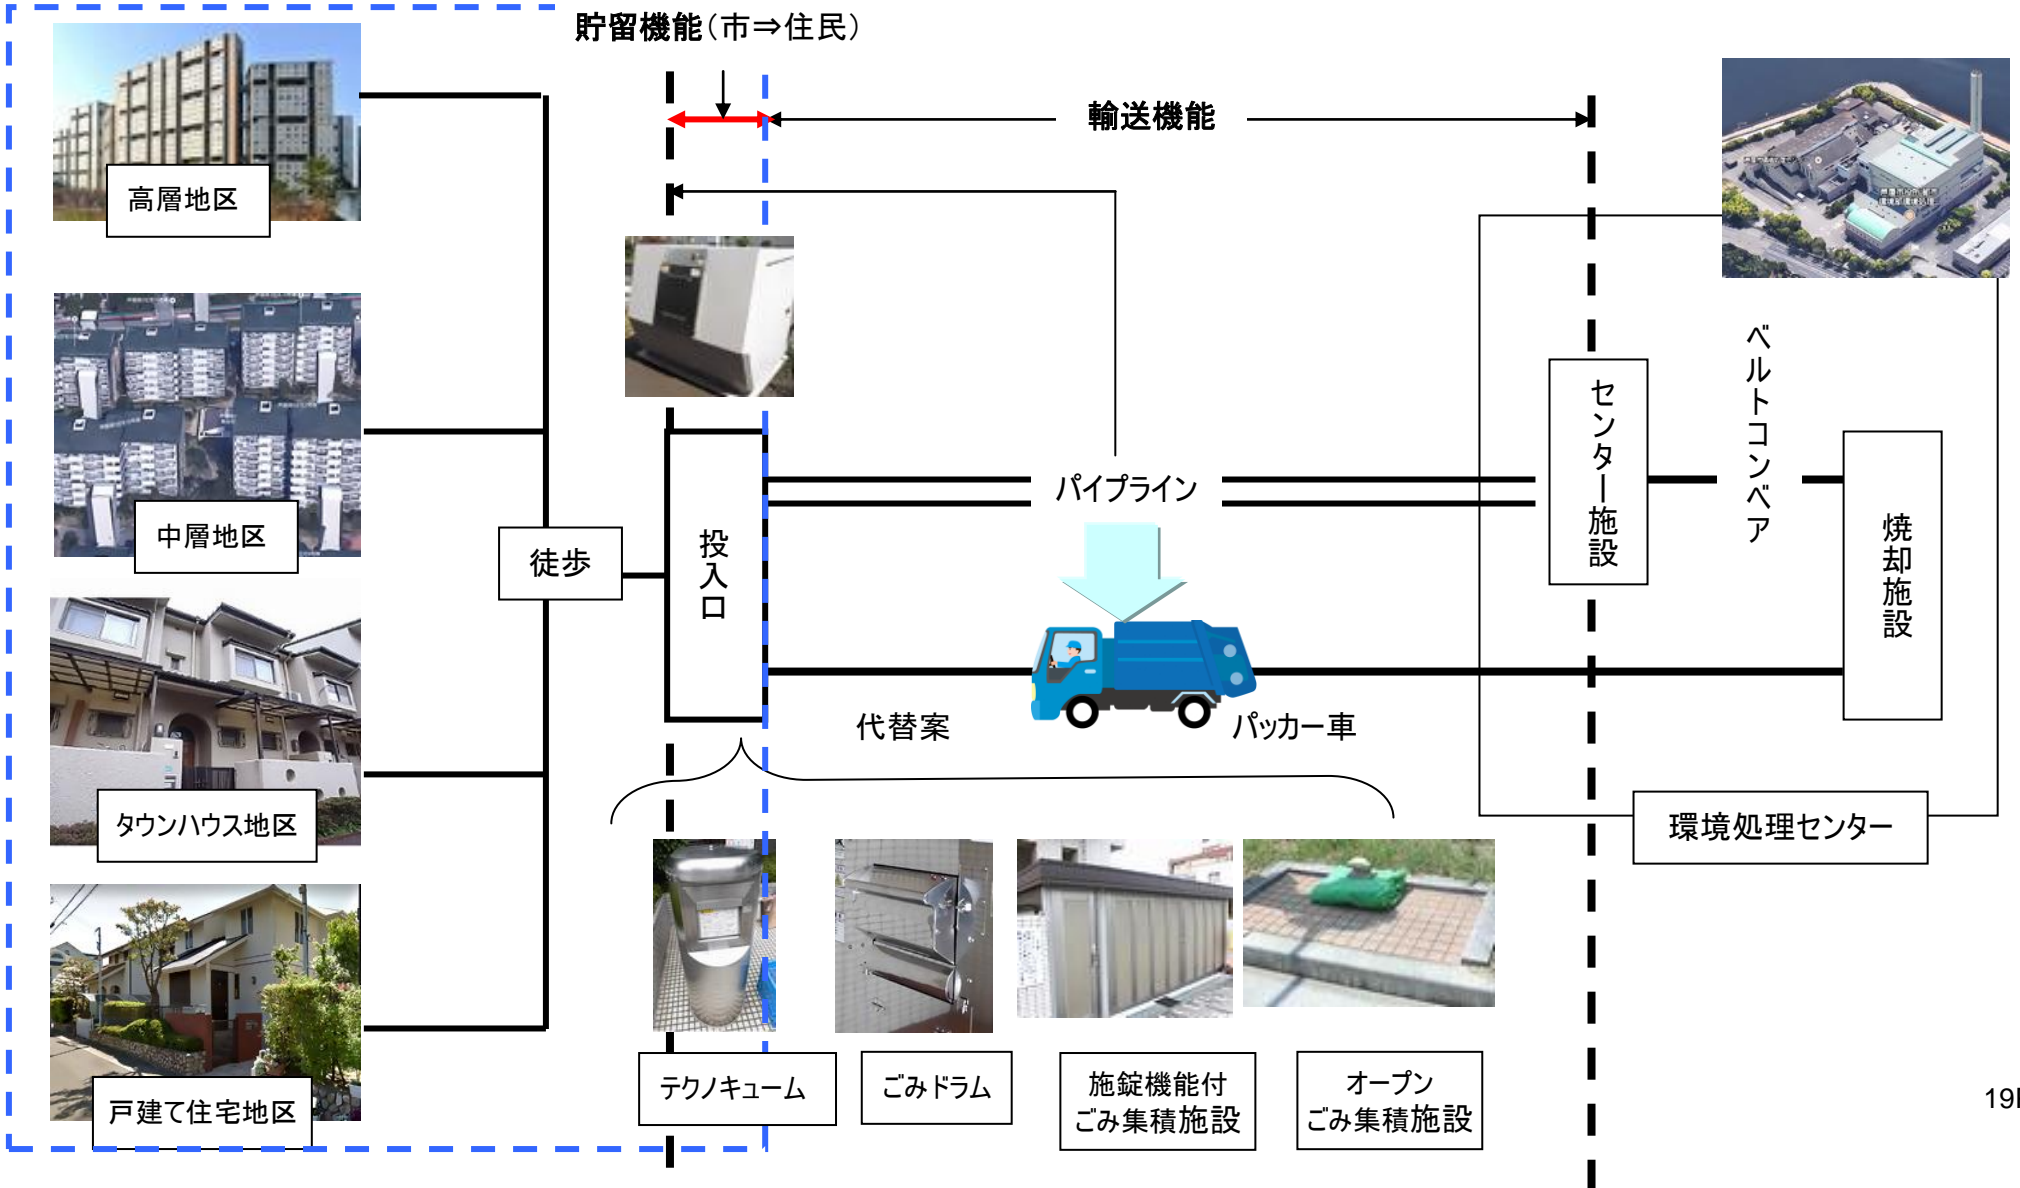 貯留機能（市⇒住民）
輸送機能
高層地区
中層地区
タウンハウス地区
戸建て住宅地区
徒歩
投入口
パイプライン
代替案
パッカー車
センター施設
ベルトコンベア
焼却施設
環境処理センター
テクノキューム
ごみドラム
施錠機能付
ごみ集積施設
オープン
ごみ集積施設